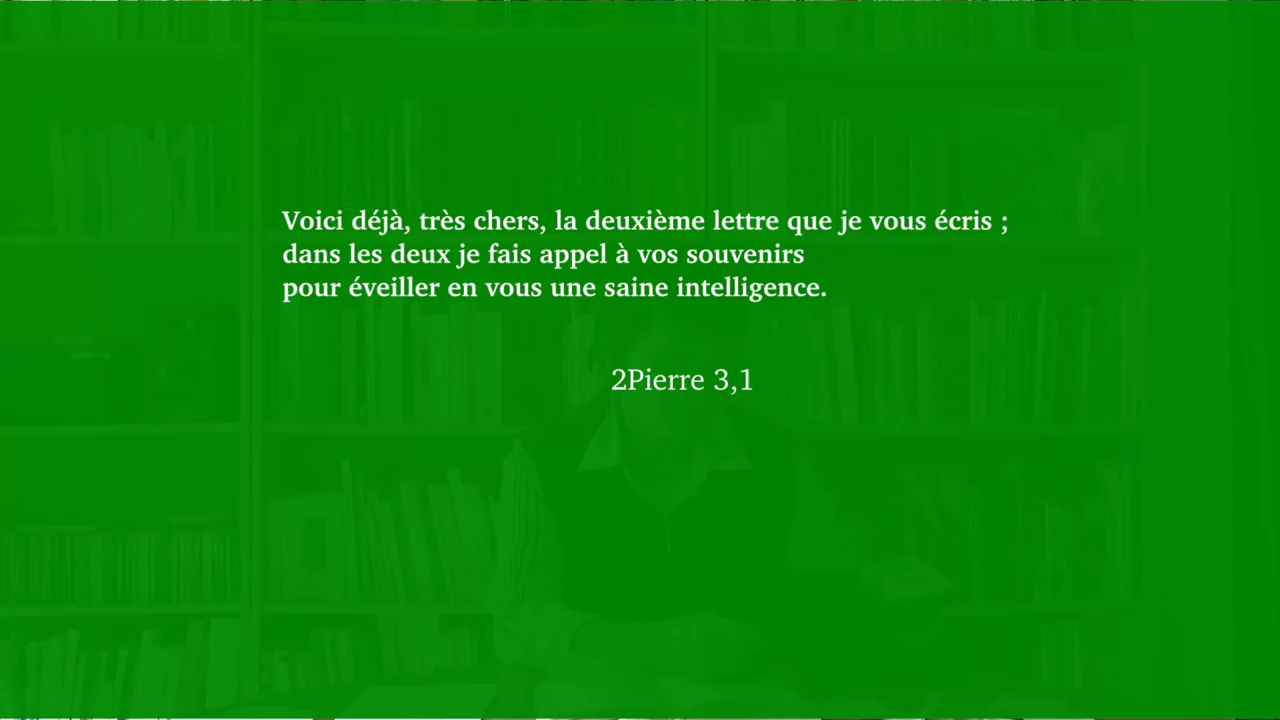 Voici déjà, très chers, la deuxième lettre que je vous écris ;
dans les deux je fais appel à vos souvenirs
pour éveiller en vous une saine intelligence.
2Pierre 3,1